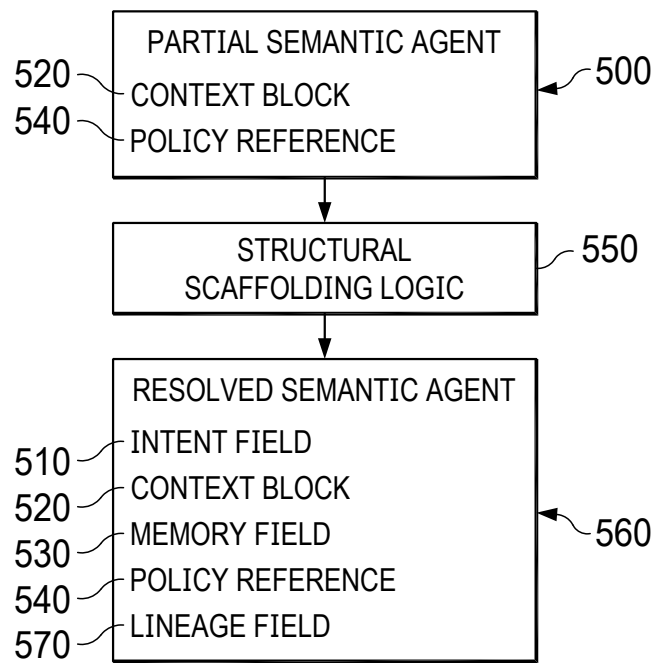 PARTIAL SEMANTIC AGENT
520 CONTEXT BLOCK
500
540 POLICY REFERENCE
STRUCTURAL
SCAFFOLDING LOGIC
550
RESOLVED SEMANTIC AGENT
510 INTENT FIELD
520 CONTEXT BLOCK
530 MEMORY FIELD
560
540 POLICY REFERENCE
570 LINEAGE FIELD